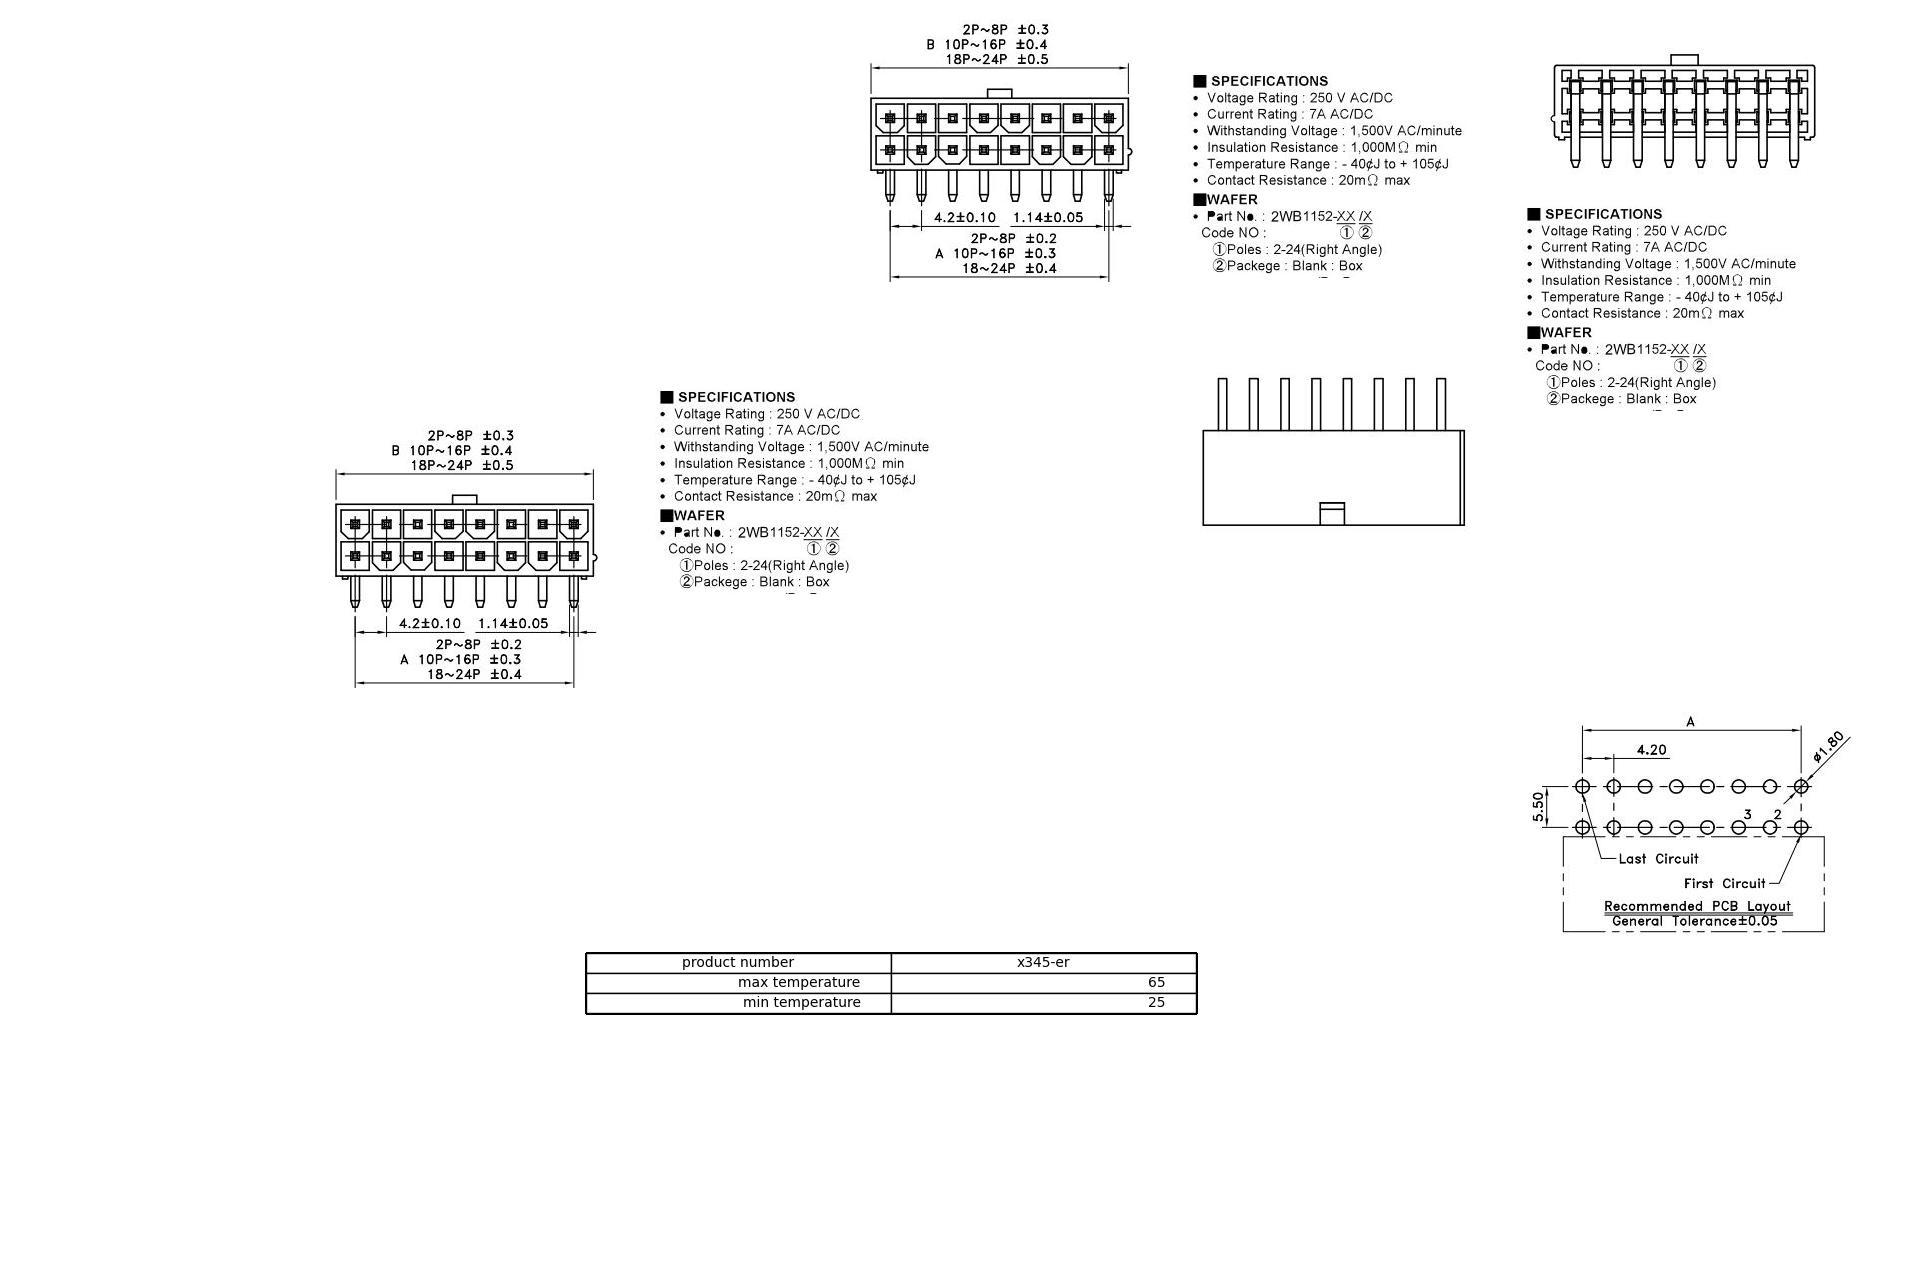 2P~8P ±0.3
B 10P~16P ±0.4
18P~24P ±0.5
4.2±0.10 1.14±0.05
2P~8P ±0.2
A 10P~16P ±0.3
18~24P ±0.4
■ SPECIFICATIONS
• Voltage Rating : 250 V AC/DC
• Current Rating : 7A AC/DC
• Withstanding Voltage : 1,500V AC/minute
• Insulation Resistance : 1,000MΩ min
• Temperature Range : - 40¢J to + 105¢J
• Contact Resistance : 20mΩ max
■WAFER
• Part No. : 2WB1152-XX /X
Code NO : ① ②
①Poles : 2-24(Right Angle)
②Packege : Blank : Box
■ SPECIFICATIONS
• Voltage Rating : 250 V AC/DC
• Current Rating : 7A AC/DC
• Withstanding Voltage : 1,500V AC/minute
• Insulation Resistance : 1,000MΩ min
• Temperature Range : - 40¢J to + 105¢J
• Contact Resistance : 20mΩ max
■WAFER
• Part No. : 2WB1152-XX /X
Code NO : ① ②
①Poles : 2-24(Right Angle)
②Packege : Blank : Box
2P~8P ±0.3
B 10P~16P ±0.4
18P~24P ±0.5
4.2±0.10 1.14±0.05
2P~8P ±0.2
A 10P~16P ±0.3
18~24P ±0.4
■ SPECIFICATIONS
• Voltage Rating : 250 V AC/DC
• Current Rating : 7A AC/DC
• Withstanding Voltage : 1,500V AC/minute
• Insulation Resistance : 1,000MΩ min
• Temperature Range : - 40¢J to + 105¢J
• Contact Resistance : 20mΩ max
■WAFER
• Part No. : 2WB1152-XX /X
Code NO : ① ②
①Poles : 2-24(Right Angle)
②Packege : Blank : Box
A
4.20
ø1.80
5.50
3 2
Last Circuit
First Circuit
Recommended PCB Layout
General Tolerance±0.05
product number x345-er
max temperature 65
min temperature 25